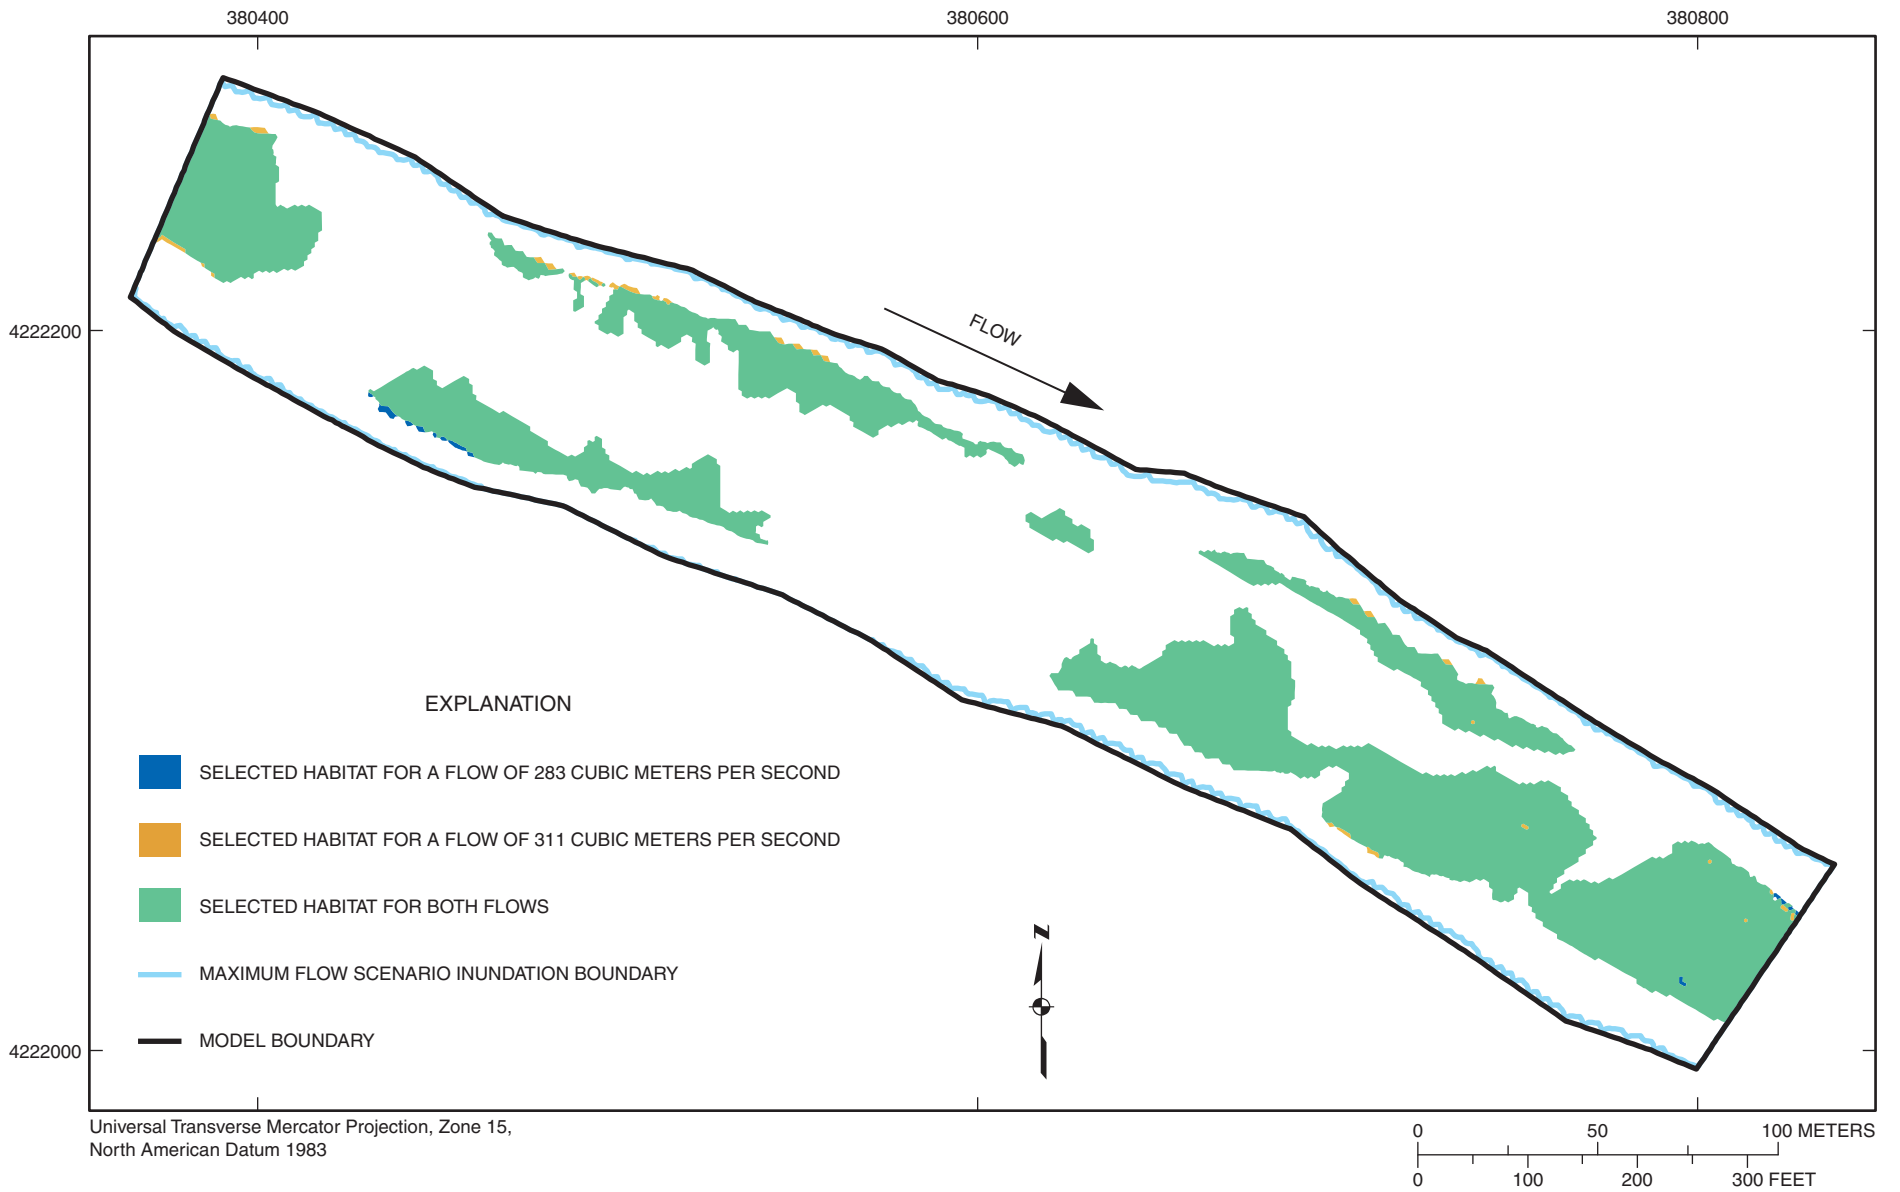 380400
380600
380800
4222200
FLOW
EXPLANATION
SELECTED HABITAT FOR A FLOW OF 283 CUBIC METERS PER SECOND
SELECTED HABITAT FOR A FLOW OF 311 CUBIC METERS PER SECOND
SELECTED HABITAT FOR BOTH FLOWS
N
MAXIMUM FLOW SCENARIO INUNDATION BOUNDARY
MODEL BOUNDARY
4222000
Universal Transverse Mercator Projection, Zone 15,
North American Datum 1983
0 50 100 METERS
0 100 200 300 FEET